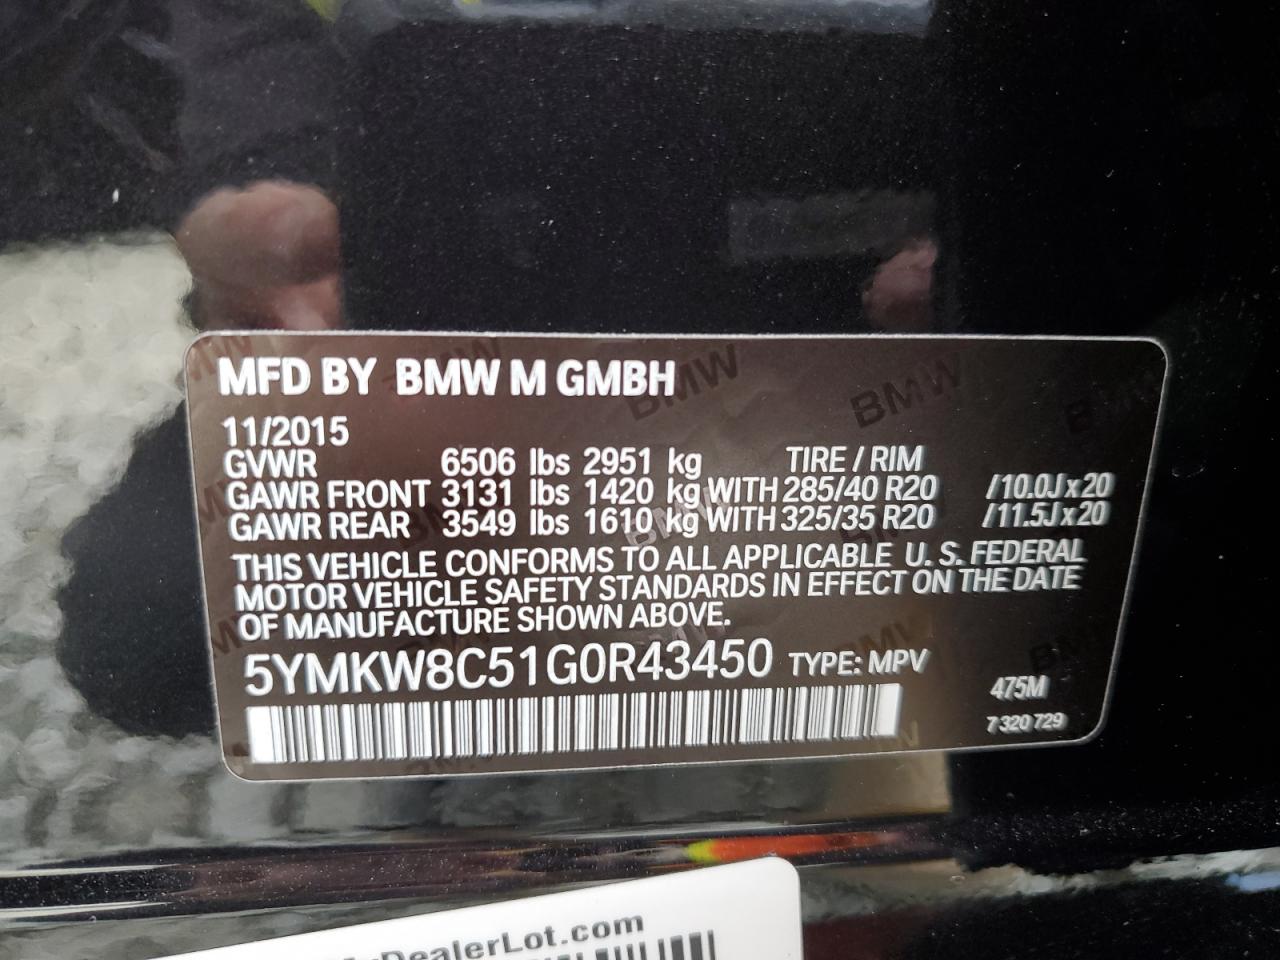 MFD BY BMW M GMBH
11/2015
GVWR 6506 lbs 2951 kg TIRE / RIM
GAWR FRONT 3131 lbs 1420 kg WITH 285/40 R20 /10.0J x 20
GAWR REAR 3549 lbs 1610 kg WITH 325/35 R20 /11.5J x 20
THIS VEHICLE CONFORMS TO ALL APPLICABLE U. S. FEDERAL
MOTOR VEHICLE SAFETY STANDARDS IN EFFECT ON THE DATE
OF MANUFACTURE SHOWN ABOVE.
5YMKW8C51G0R43450 TYPE: MPV
475M
7 320 729
DealerLot.com